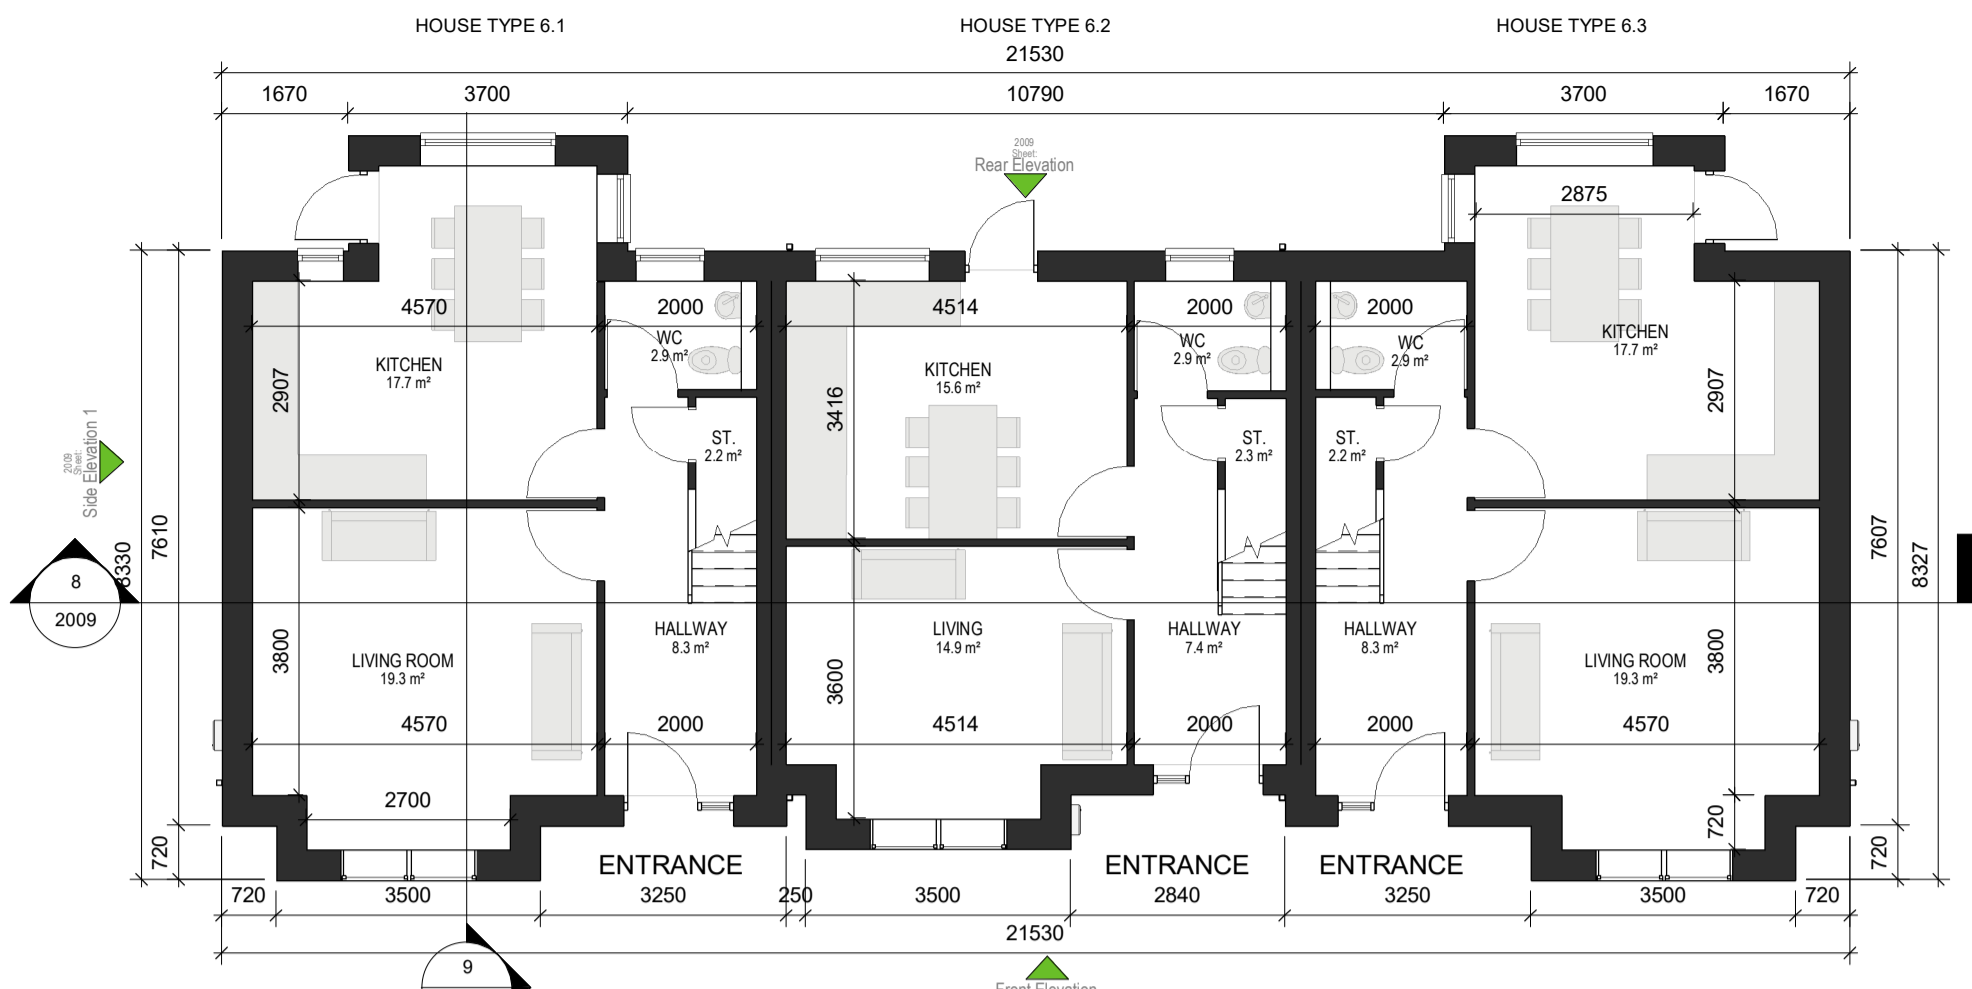 HOUSE TYPE 6.1 HOUSE TYPE 6.2 HOUSE TYPE 6.3
21530
1670 3700 10790 3700 1670
2009
Sheet:
Rear Elevation
2875
4570 2000 4514 2000 2000
KITCHEN
17.7 m²
WC
2.9 m²
KITCHEN
15.6 m²
WC
2.9 m²
WC
2.9 m²
KITCHEN
17.7 m²
2907
3416
2907
ST.
2.2 m²
ST.
2.3 m²
ST.
2.2 m²
2009
Sheet:
Side Elevation 1
8330
7610
7607
8327
8
2009
LIVING ROOM
19.3 m²
HALLWAY
8.3 m²
LIVING
14.9 m²
HALLWAY
7.4 m²
HALLWAY
8.3 m²
LIVING ROOM
19.3 m²
3800
3600
3800
4570 2000 4514 2000 2000 4570
2700
720
720
720
ENTRANCE ENTRANCE ENTRANCE
720 3500 3250 250 3500 2840 3250 3500 720
21530
9
Front Elevation